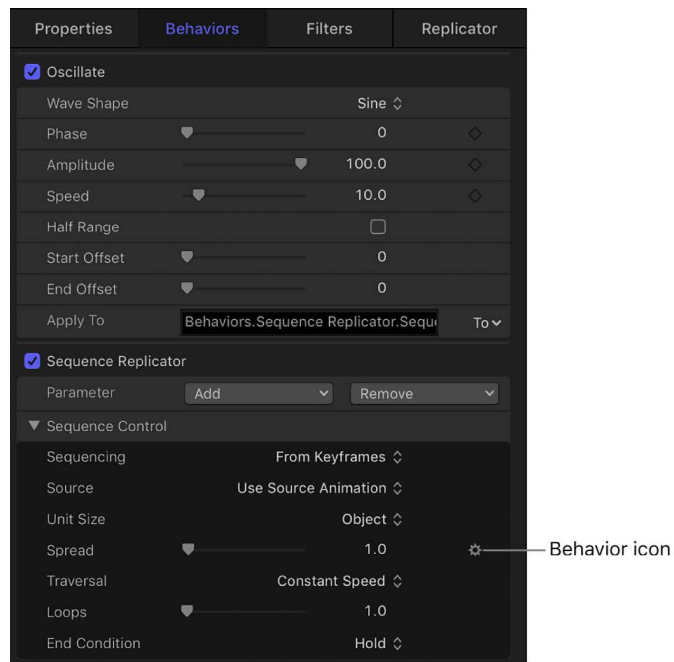 Properties Behaviors Filters Replicator
Oscillate
Wave Shape Sine
Phase 0
Amplitude 100.0
Speed 10.0
Half Range
Start Offset 0
End Offset 0
Apply To Behaviors.Sequence Replicator.Sequ To
Sequence Replicator
Parameter Add Remove
Sequence Control
Sequencing From Keyframes
Source Use Source Animation
Unit Size Object
Spread 1.0 Behavior icon
Traversal Constant Speed
Loops 1.0
End Condition Hold